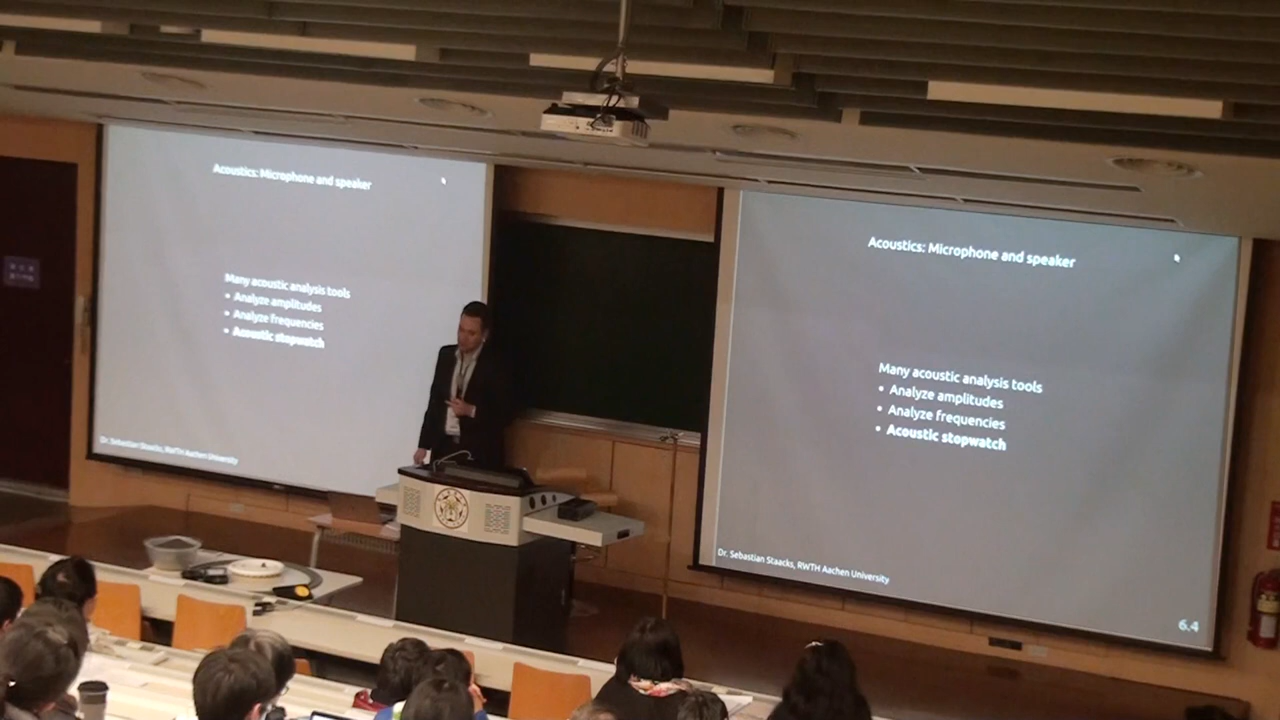 Acoustics: Microphone and speaker
Many acoustic analysis tools
• Analyze amplitudes
• Analyze frequencies
• Acoustic stopwatch
Dr. Sebastian Staacks, RWTH Aachen University
Acoustics: Microphone and speaker
Many acoustic analysis tools
• Analyze amplitudes
• Analyze frequencies
• Acoustic stopwatch
Dr. Sebastian Staacks, RWTH Aachen University
6.4